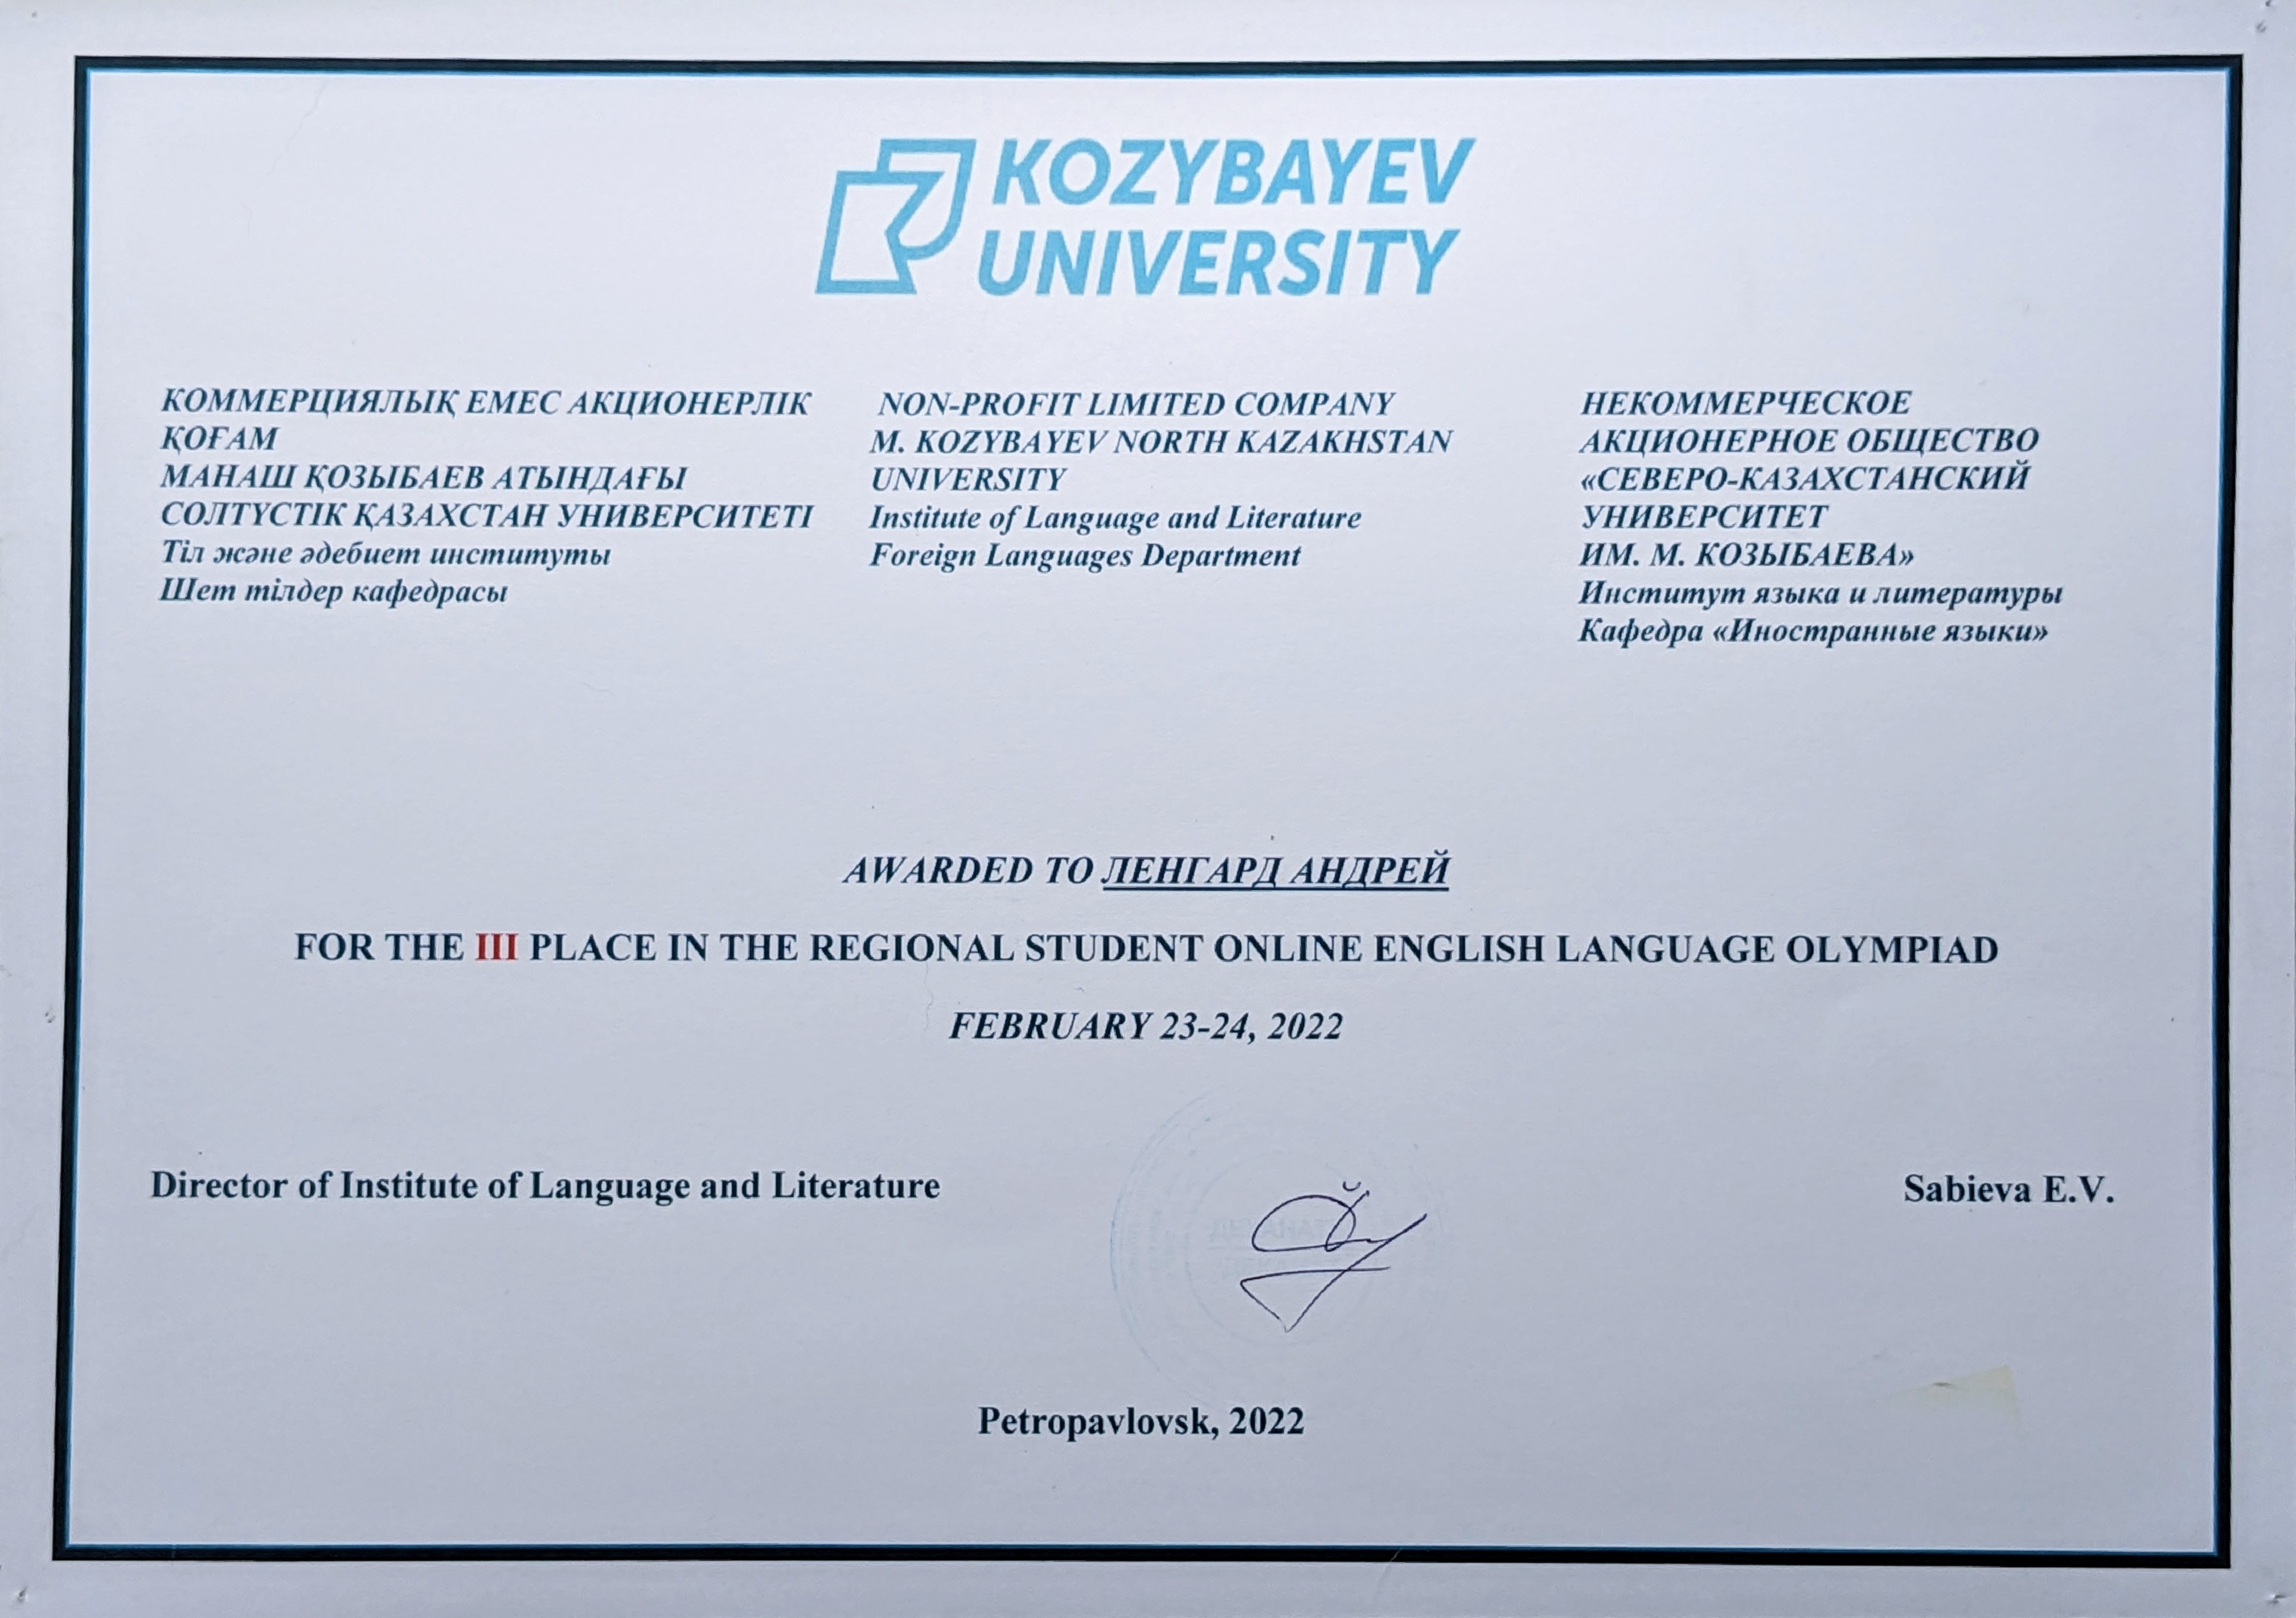 KOZYBAYEV
UNIVERSITY
КОММЕРЦИЯЛЫҚ ЕМЕС АКЦИОНЕРЛІК
ҚОҒАМ
МАНАШ ҚОЗЫБАЕВ АТЫНДАҒЫ
СОЛТҮСТІК ҚАЗАХСТАН УНИВЕРСИТЕТІ
Тіл және әдебиет институты
Шет тілдер кафедрасы
NON-PROFIT LIMITED COMPANY
M. KOZYBAYEV NORTH KAZAKHSTAN
UNIVERSITY
Institute of Language and Literature
Foreign Languages Department
НЕКОММЕРЧЕСКОЕ
АКЦИОНЕРНОЕ ОБЩЕСТВО
«СЕВЕРО-КАЗАХСТАНСКИЙ
УНИВЕРСИТЕТ
ИМ. М. КОЗЫБАЕВА»
Институт языка и литературы
Кафедра «Иностранные языки»
AWARDED TO ЛЕНГАРД АНДРЕЙ
FOR THE III PLACE IN THE REGIONAL STUDENT ONLINE ENGLISH LANGUAGE OLYMPIAD
FEBRUARY 23-24, 2022
Director of Institute of Language and Literature
Sabieva E.V.
Petropavlovsk, 2022